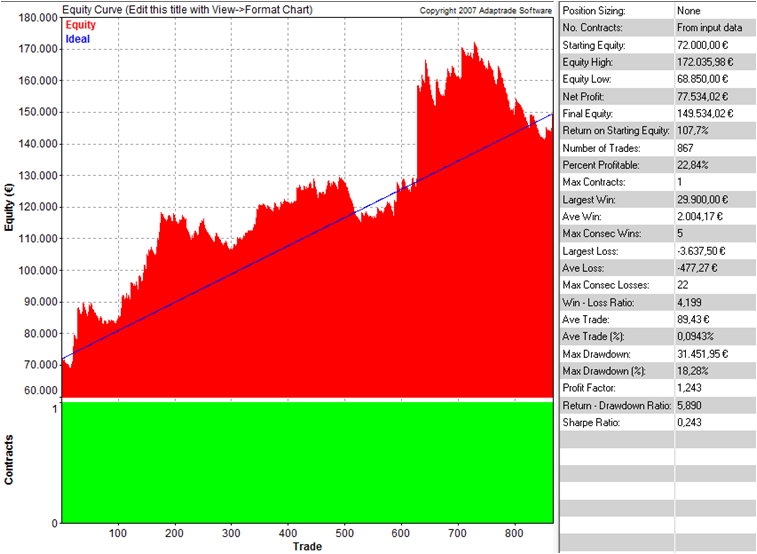 Equity Curve (Edit this title with View->Format Chart) Copyright 2007 Adaptrade Software
Equity
Ideal
180.000
170.000
160.000
150.000
140.000
130.000
120.000
110.000
100.000
90.000
80.000
70.000
60.000
Equity (€)
1
0
Contracts
100 200 300 400 500 600 700 800
Trade
Position Sizing: None
No. Contracts: From input data
Starting Equity: 72.000,00 €
Equity High: 172.035,98 €
Equity Low: 68.850,00 €
Net Profit: 77.534,02 €
Final Equity: 149.534,02 €
Return on Starting Equity: 107,7%
Number of Trades: 867
Percent Profitable: 22,84%
Max Contracts: 1
Largest Win: 29.900,00 €
Ave Win: 2.004,17 €
Max Consec Wins: 5
Largest Loss: -3.637,50 €
Ave Loss: -477,27 €
Max Consec Losses: 22
Win - Loss Ratio: 4,199
Ave Trade: 89,43 €
Ave Trade (%): 0,0943%
Max Drawdown: 31.451,95 €
Max Drawdown (%): 18,28%
Profit Factor: 1,243
Return - Drawdown Ratio: 5,890
Sharpe Ratio: 0,243